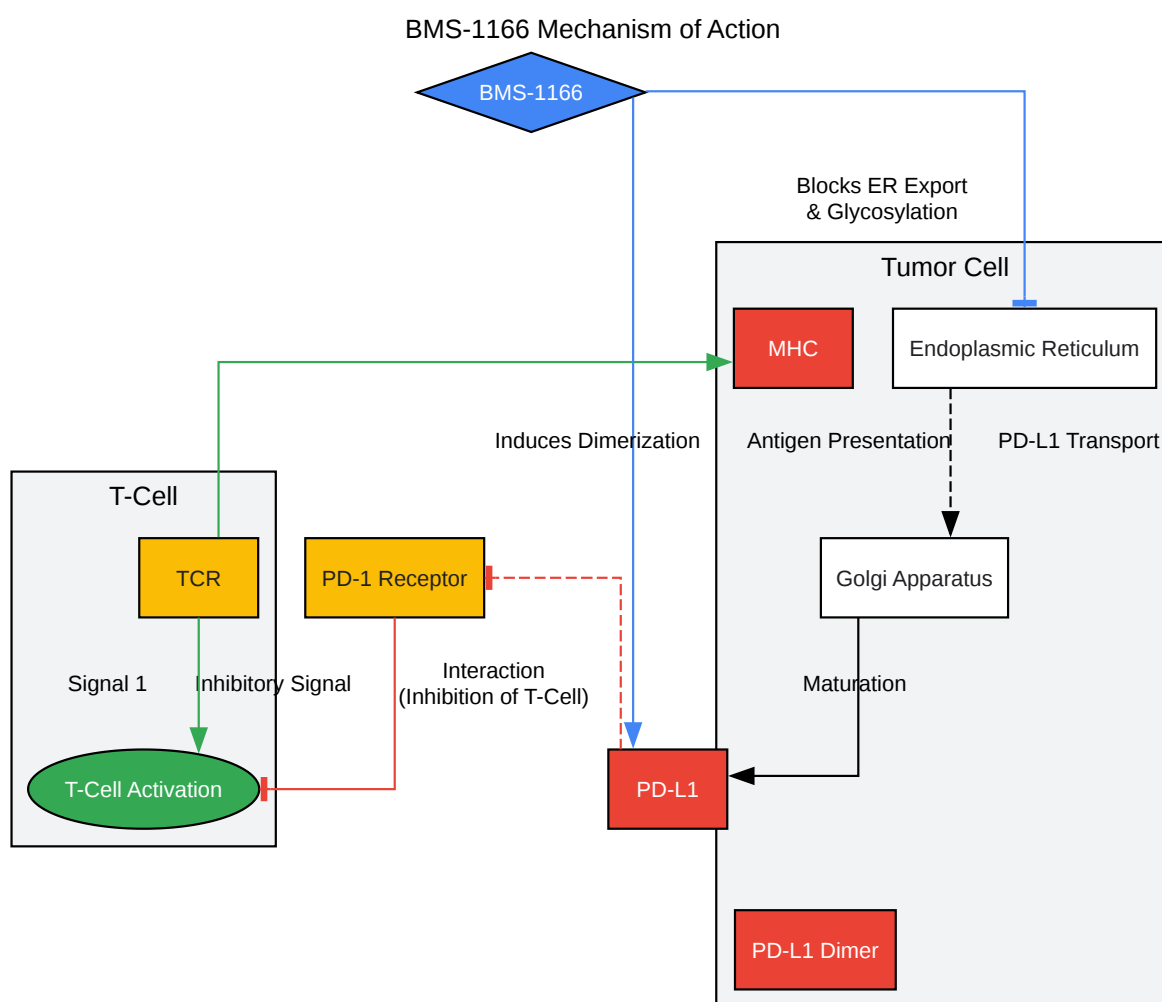 BMS-1166 Mechanism of Action
BMS-1166
Blocks ER Export
& Glycosylation
Tumor Cell
MHC
Endoplasmic Reticulum
Induces Dimerization
Antigen Presentation
PD-L1 Transport
T-Cell
TCR
PD-1 Receptor
Golgi Apparatus
Signal 1
Inhibitory Signal
Interaction
(Inhibition of T-Cell)
Maturation
T-Cell Activation
PD-L1
PD-L1 Dimer